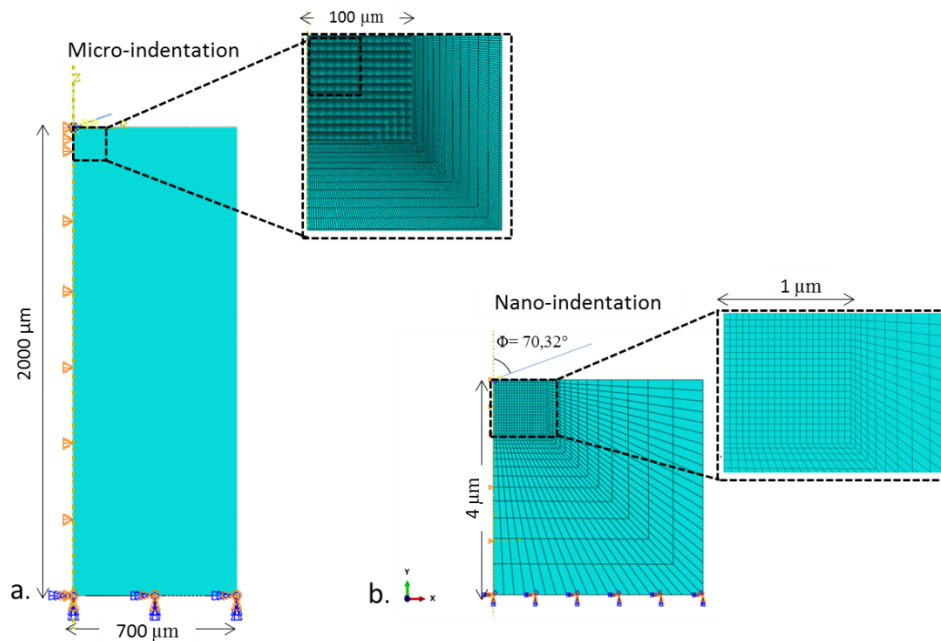 100 µm
Micro-indentation
Z
2000 µm
a.
700 µm
Nano-indentation
1 µm
Φ= 70,32°
4 µm
b.
Y
X